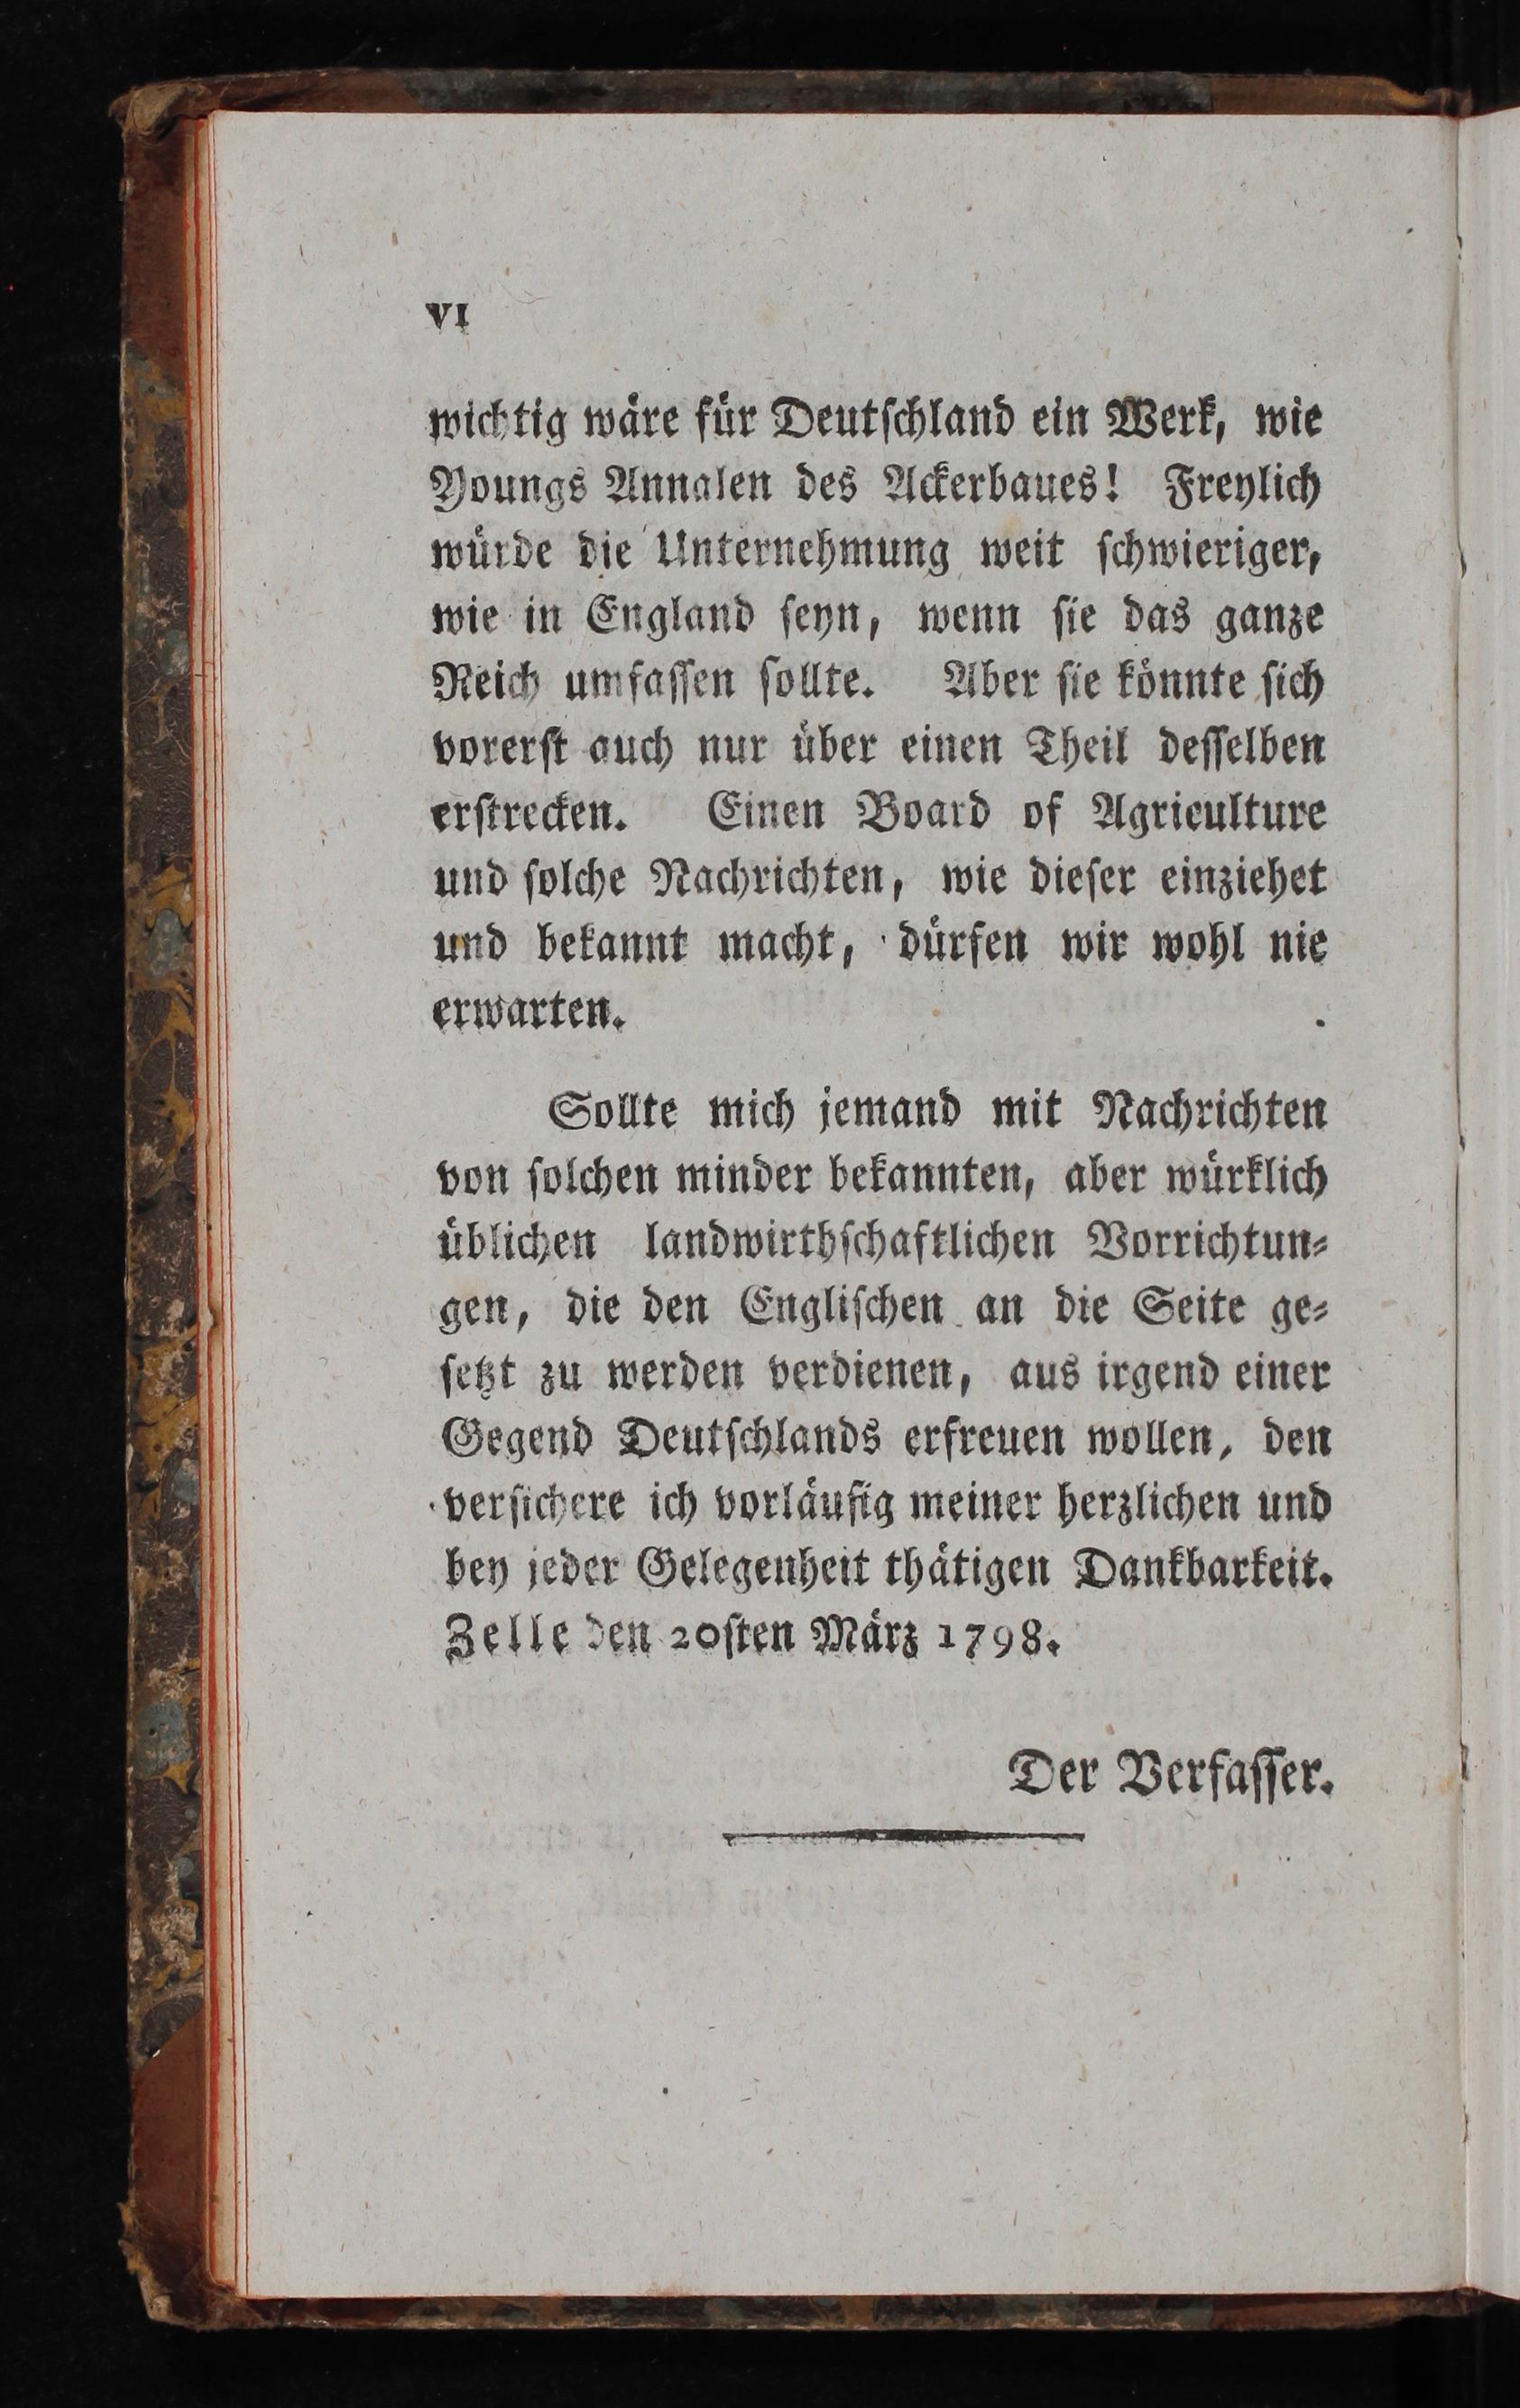 VI
wichtig wäre für Deutſchland ein Werk, wie
Youngs Annalen des Ackerbaues! Freylich
würde die Unternehmung weit ſchwieriger,
wie in England ſeyn, wenn ſie das ganze
Reich umfaſſen ſollte. Aber ſie könnte ſich
vorerſt auch nur über einen Theil deſſelben
erſtrecken. Einen Board of Agriculture
und ſolche Nachrichten, wie dieſer einziehet
und bekannt macht, dürfen wir wohl nie
erwarten.
Sollte mich jemand mit Nachrichten
von ſolchen minder bekannten, aber würklich
üblichen landwirthſchaftlichen Vorrichtun⸗
gen, die den Engliſchen an die Seite ge⸗
ſetzt zu werden verdienen, aus irgend einer
Gegend Deutſchlands erfreuen wollen, den
verſichere ich vorläufig meiner herzlichen und
bey jeder Gelegenheit thätigen Dankbarkeit.
Zelle den 20ſten März 1798.
Der Verfaſſer.